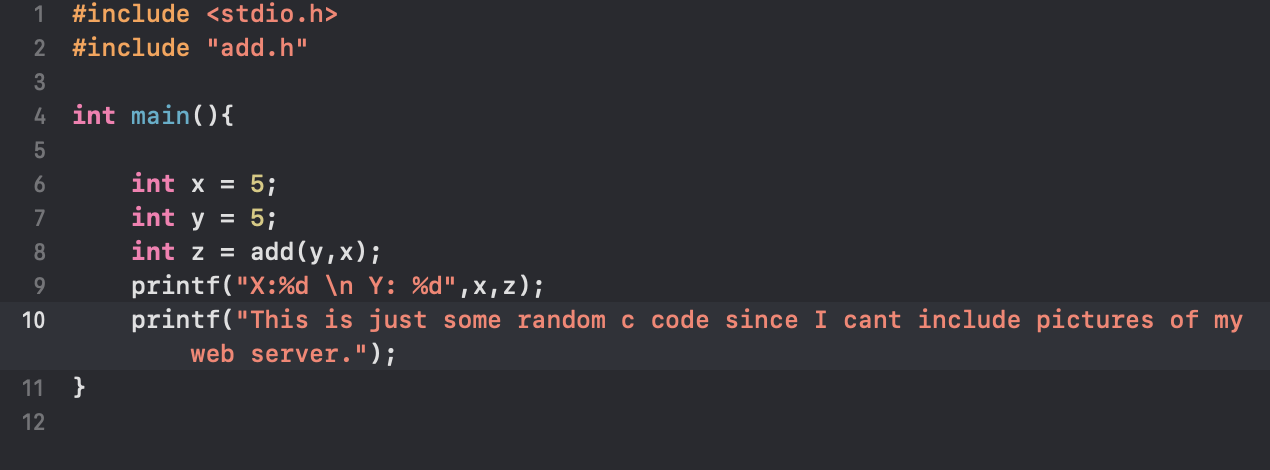 1 #include <stdio.h>
2 #include "add.h"
3
4 int main(){
5
6 int x = 5;
7 int y = 5;
8 int z = add(y,x);
9 printf("X:%d \n Y: %d",x,z);
10 printf("This is just some random c code since I cant include pictures of my
web server.");
11 }
12